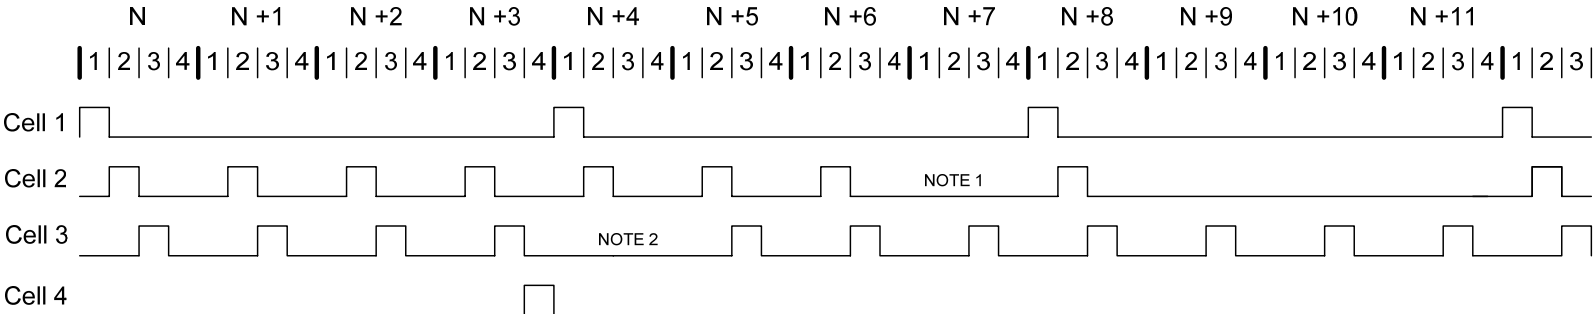 N N +1 N +2 N +3 N +4 N +5 N +6 N +7 N +8 N +9 N +10 N +11
1 2 3 4 1 2 3 4 1 2 3 4 1 2 3 4 1 2 3 4 1 2 3 4 1 2 3 4 1 2 3 4 1 2 3 4 1 2 3 4 1 2 3 4 1 2 3 4 1 2 3
Cell 1
Cell 2 NOTE 1
Cell 3 NOTE 2
Cell 4